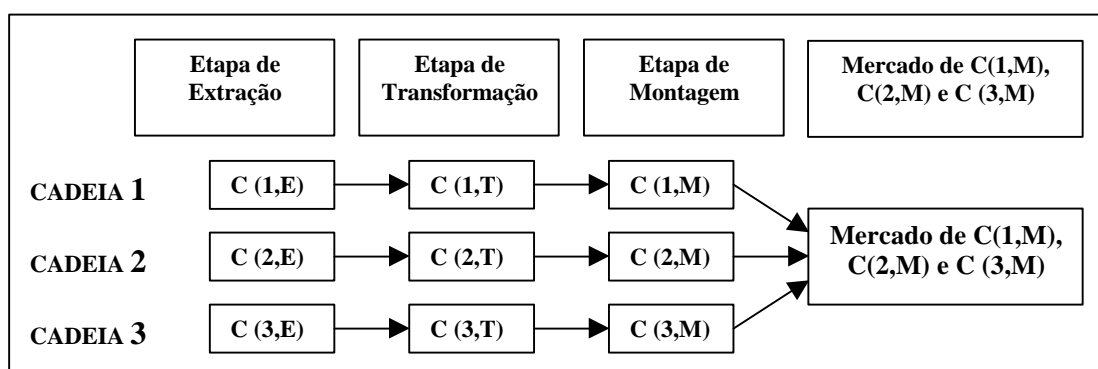 Etapa de
Extração
Etapa de
Transformação
Etapa de
Montagem
Mercado de C(1,M),
C(2,M) e C (3,M)
CADEIA 1
C (1,E)
C (1,T)
C (1,M)
CADEIA 2
C (2,E)
C (2,T)
C (2,M)
Mercado de C(1,M),
C(2,M) e C (3,M)
CADEIA 3
C (3,E)
C (3,T)
C (3,M)